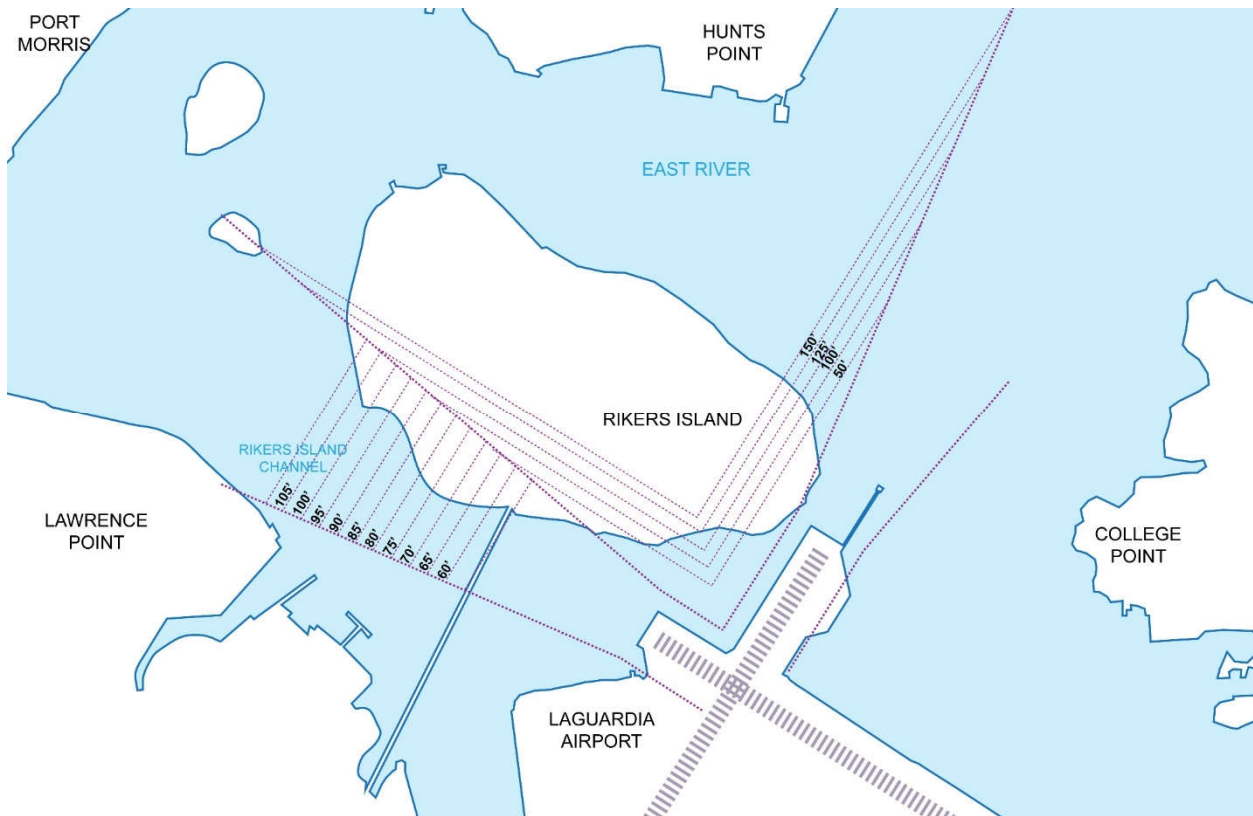 PORT
MORRIS
HUNTS
POINT
EAST RIVER
150'
125'
100'
50'
RIKERS ISLAND
RIKERS ISLAND
CHANNEL
105'
100'
95'
90'
85'
80'
75'
70'
65'
60'
LAWRENCE
POINT
COLLEGE
POINT
LAGUARDIA
AIRPORT